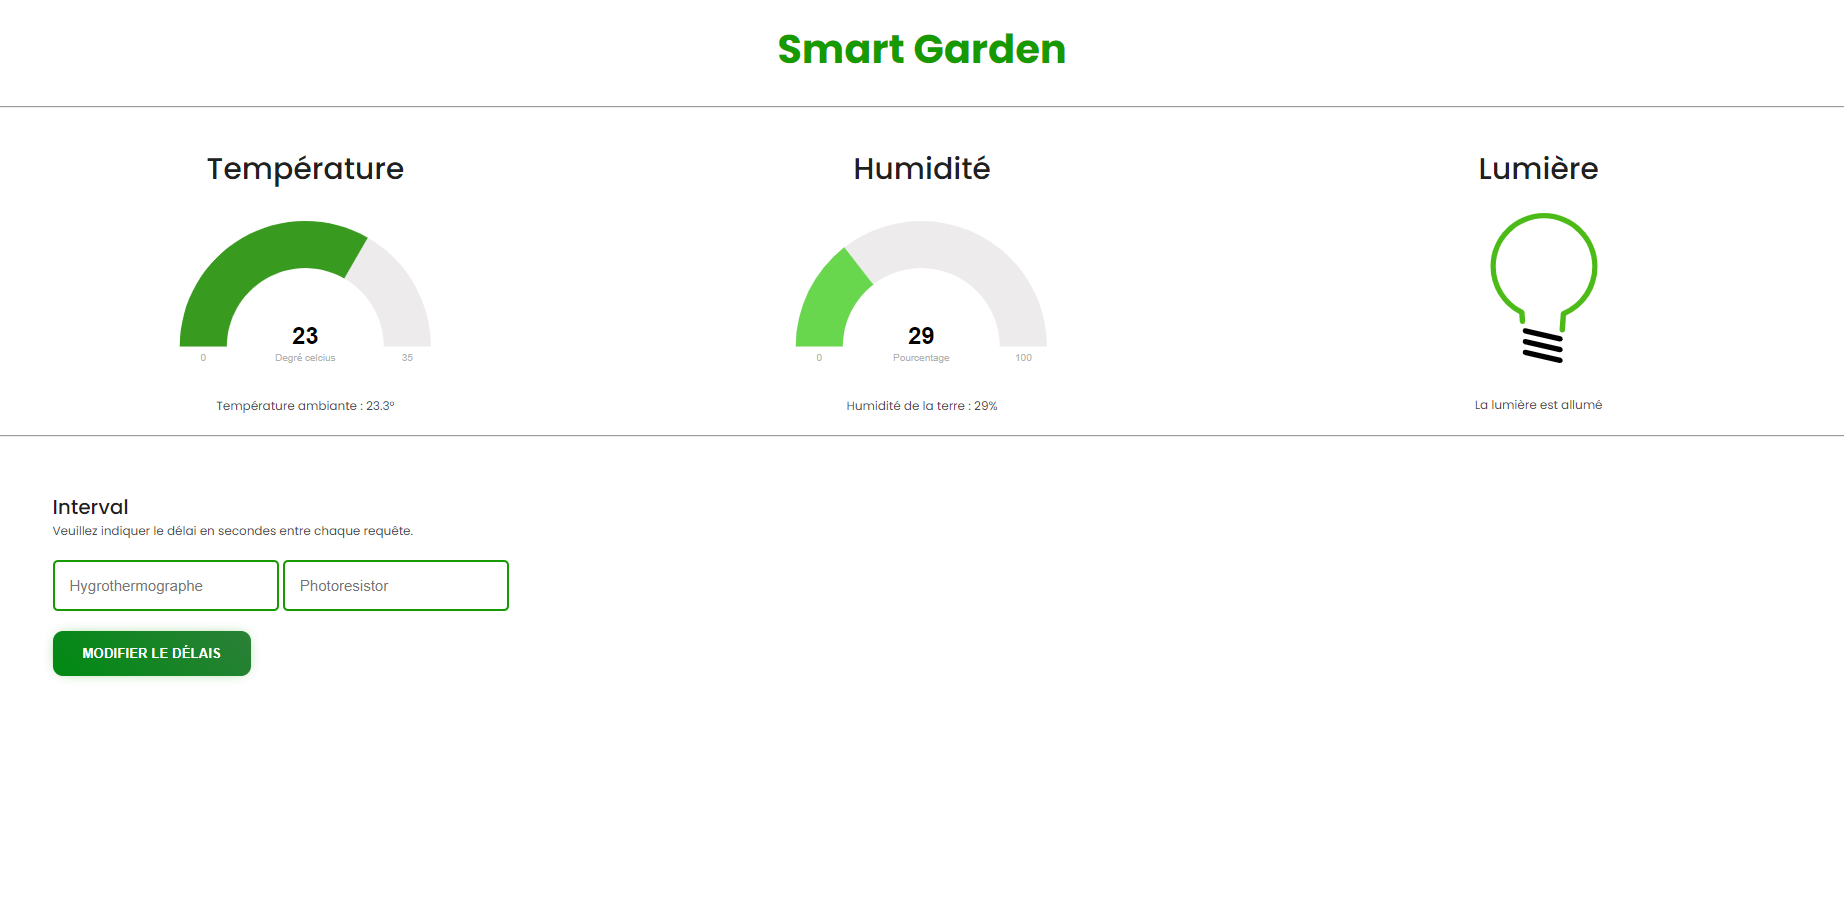 Smart Garden
Température
Humidité
Lumière
23
0
Degré celcius
35
29
0
Pourcentage
100
Température ambiante : 23.3°
Humidité de la terre : 29%
La lumière est allumé
Interval
Veuillez indiquer le délai en secondes entre chaque requête.
Hygrothermographe
Photoresistor
MODIFIER LE DÉLAIS